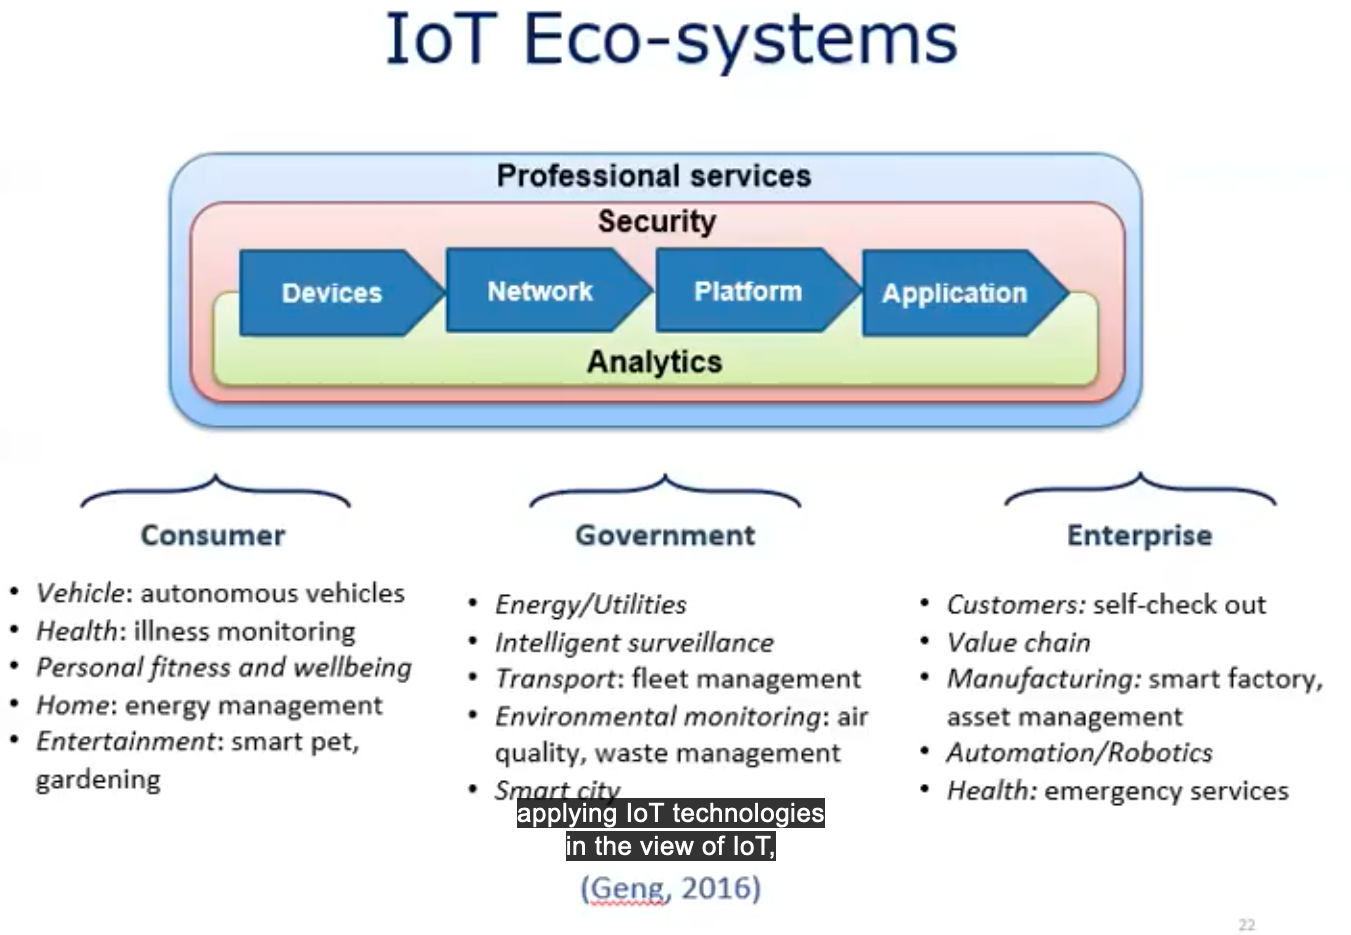 IoT Eco-systems
Professional services
Security
Devices
Network
Platform
Application
Analytics
Consumer
• Vehicle: autonomous vehicles
• Health: illness monitoring
• Personal fitness and wellbeing
• Home: energy management
• Entertainment: smart pet,
gardening
Government
• Energy/Utilities
• Intelligent surveillance
• Transport: fleet management
• Environmental monitoring: air
quality, waste management
• Smart city
Enterprise
• Customers: self-check out
• Value chain
• Manufacturing: smart factory,
asset management
• Automation/Robotics
• Health: emergency services
applying IoT technologies
in the view of IoT,
(Geng, 2016)
22